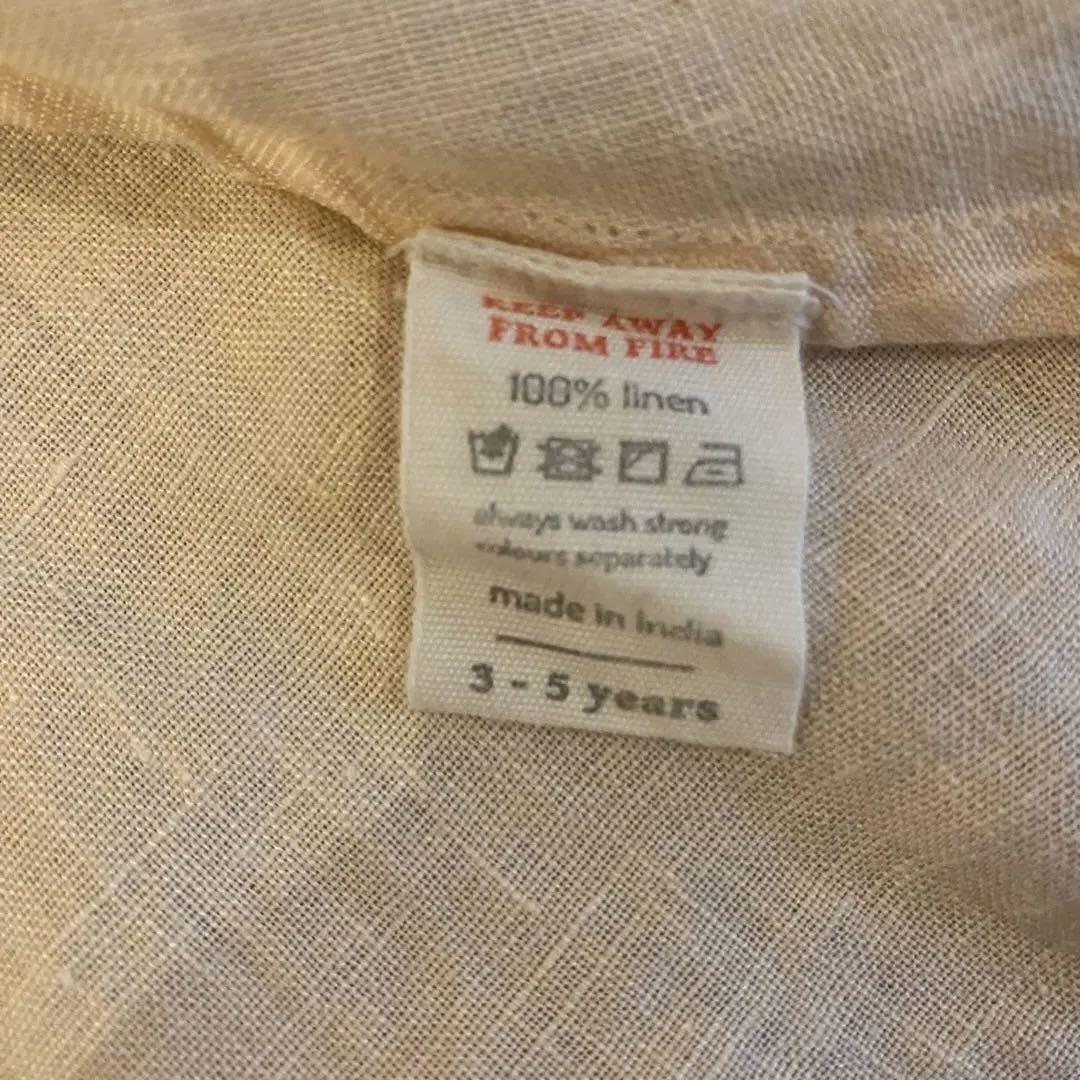 KEEP AWAY
FROM FIRE
100% linen
always wash strong
colours separately
made in india
3 - 5 years